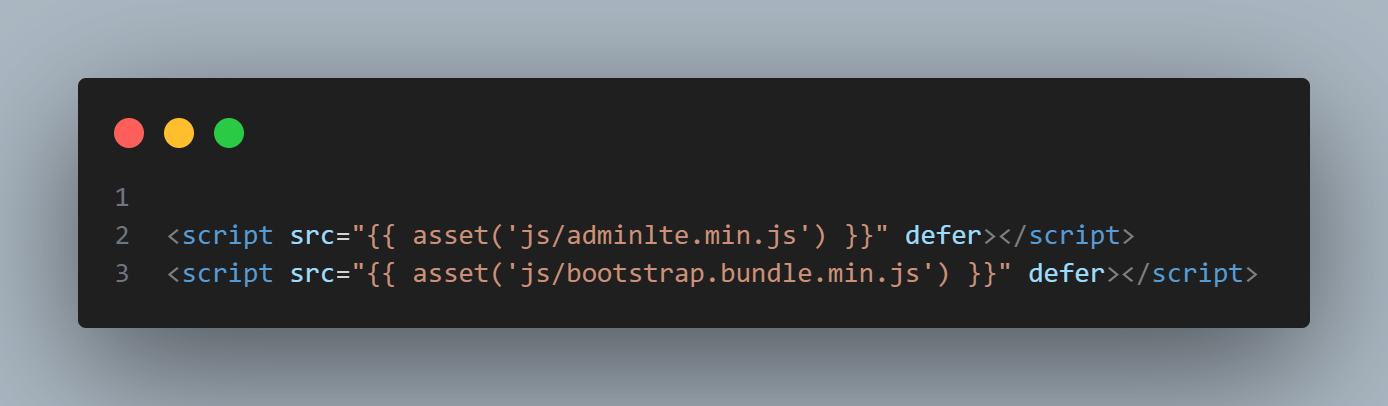 1
2 <script src="{{ asset('js/adminlte.min.js') }}" defer></script>
3 <script src="{{ asset('js/bootstrap.bundle.min.js') }}" defer></script>